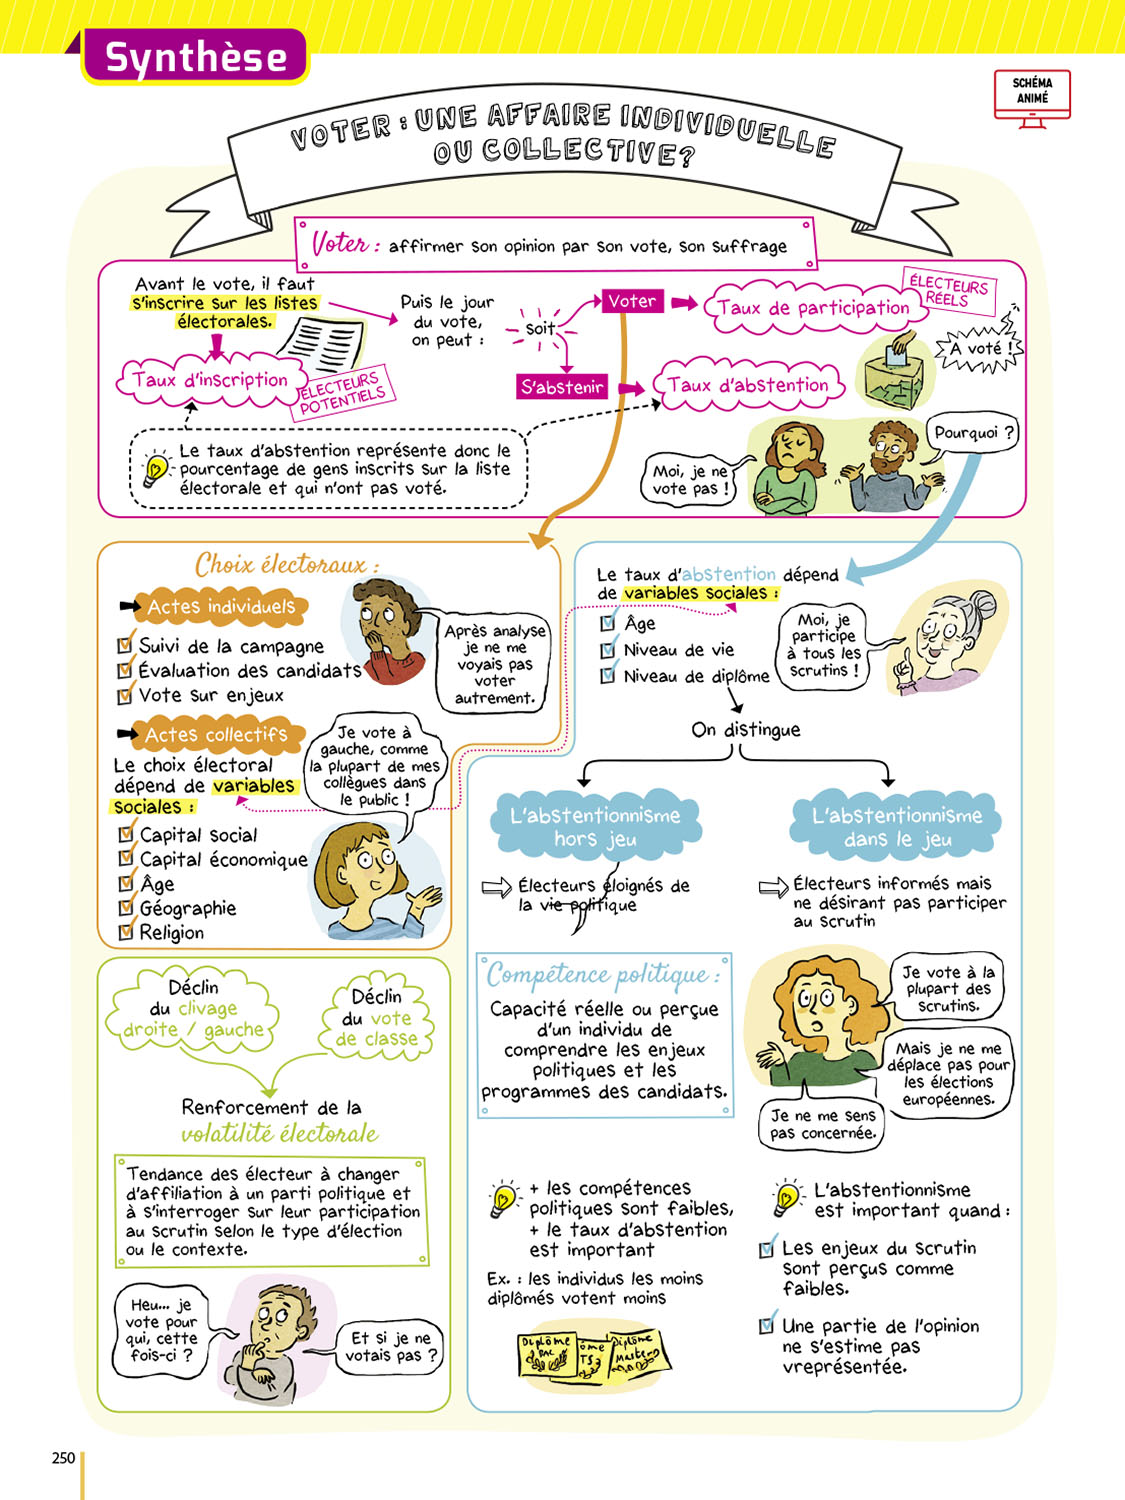 Synthèse
SCHÉMA
ANIMÉ
VOTER : UNE AFFAIRE INDIVIDUELLE
OU COLLECTIVE ?
Voter : affirmer son opinion par son vote, son suffrage
Avant le vote, il faut
s'inscrire sur les listes
électorales.
Taux d'inscription
ÉLECTEURS
POTENTIELS
Puis le jour
du vote,
on peut :
soit
Voter
Taux de participation
ÉLECTEURS
RÉELS
A voté !
S'abstenir
Taux d'abstention
Le taux d'abstention représente donc le
pourcentage de gens inscrits sur la liste
électorale et qui n'ont pas voté.
Moi, je ne
vote pas !
Pourquoi ?
Choix électoraux :
Actes individuels
Suivi de la campagne
Évaluation des candidats
Vote sur enjeux
Après analyse
je ne me
voyais pas
voter
autrement.
Actes collectifs
Le choix électoral
dépend de variables
sociales :
Capital social
Capital économique
Âge
Géographie
Religion
Je vote à
gauche, comme
la plupart de mes
collègues dans
le public !
Le taux d'abstention dépend
de variables sociales :
Âge
Niveau de vie
Niveau de diplôme
Moi, je
participe
à tous les
scrutins !
On distingue
L'abstentionnisme
hors jeu
Électeurs éloignés de
la vie politique
Compétence politique :
Capacité réelle ou perçue
d'un individu de
comprendre les enjeux
politiques et les
programmes des candidats.
+ les compétences
politiques sont faibles,
+ le taux d'abstention
est important
Ex. : les individus les moins
diplômés votent moins
Diplôme
BAC
ôme
TS
Diplôme
Master
L'abstentionnisme
dans le jeu
Électeurs informés mais
ne désirant pas participer
au scrutin
Je vote à la
plupart des
scrutins.
Mais je ne me
déplace pas pour
les élections
européennes.
Je ne me sens
pas concernée.
L'abstentionnisme
est important quand :
Les enjeux du scrutin
sont perçus comme
faibles.
Une partie de l'opinion
ne s'estime pas
vreprésentée.
Déclin
du clivage
droite / gauche
Déclin
du vote
de classe
Renforcement de la
volatilité électorale
Tendance des électeur à changer
d'affiliation à un parti politique et
à s'interroger sur leur participation
au scrutin selon le type d'élection
ou le contexte.
Heu... je
vote pour
qui, cette
fois-ci ?
Et si je ne
votais pas ?
250